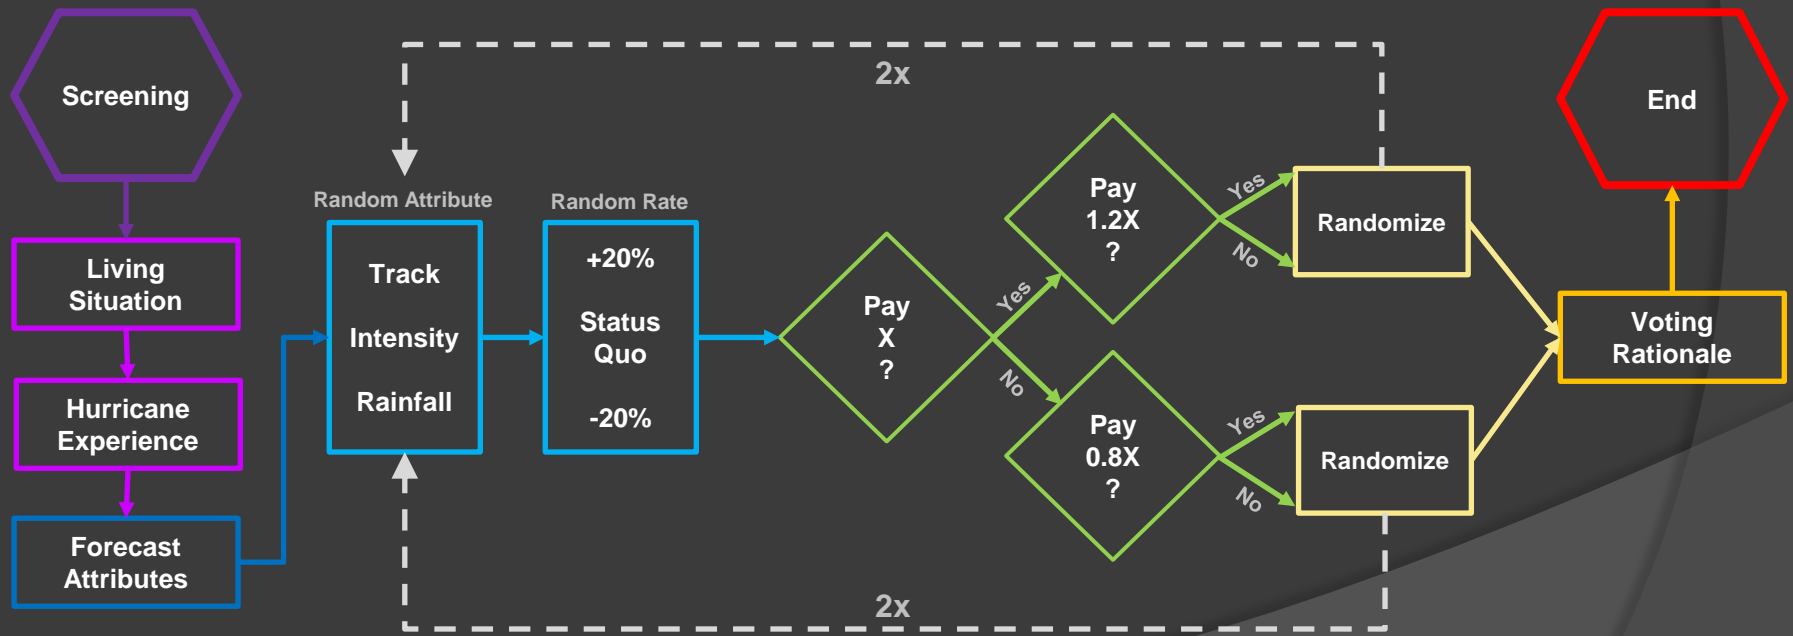 Screening
Living
Situation
Hurricane
Experience
Forecast
Attributes
2x
Random Attribute
Track
Intensity
Rainfall
Random Rate
+20%
Status
Quo
-20%
Pay
X
?
Yes
No
Pay
1.2X
?
Yes
No
Pay
0.8X
?
Yes
No
Randomize
Randomize
2x
Voting
Rationale
End